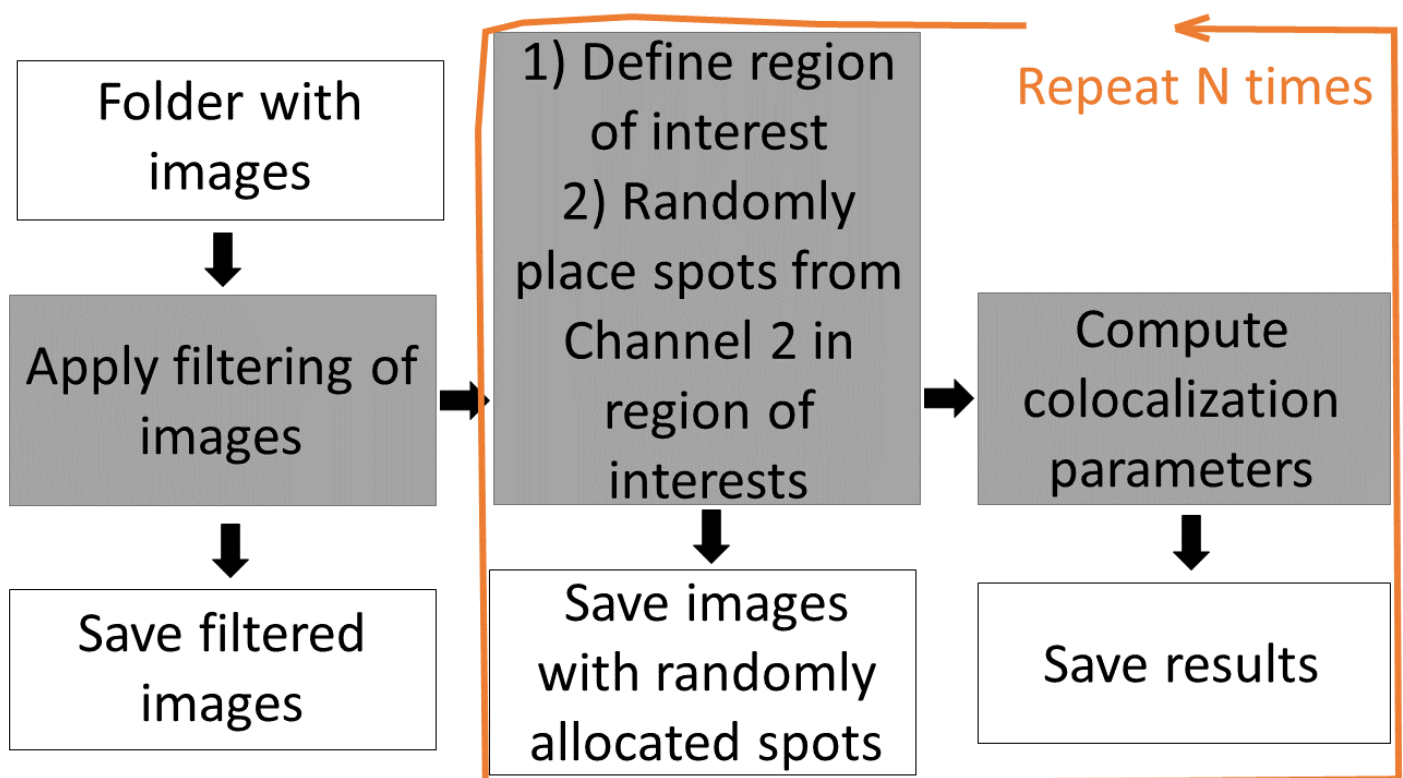 Folder with
images
Apply filtering of
images
Save filtered
images
1) Define region
of interest
2) Randomly
place spots from
Channel 2 in
region of
interests
Save images
with randomly
allocated spots
Repeat N times
Compute
colocalization
parameters
Save results